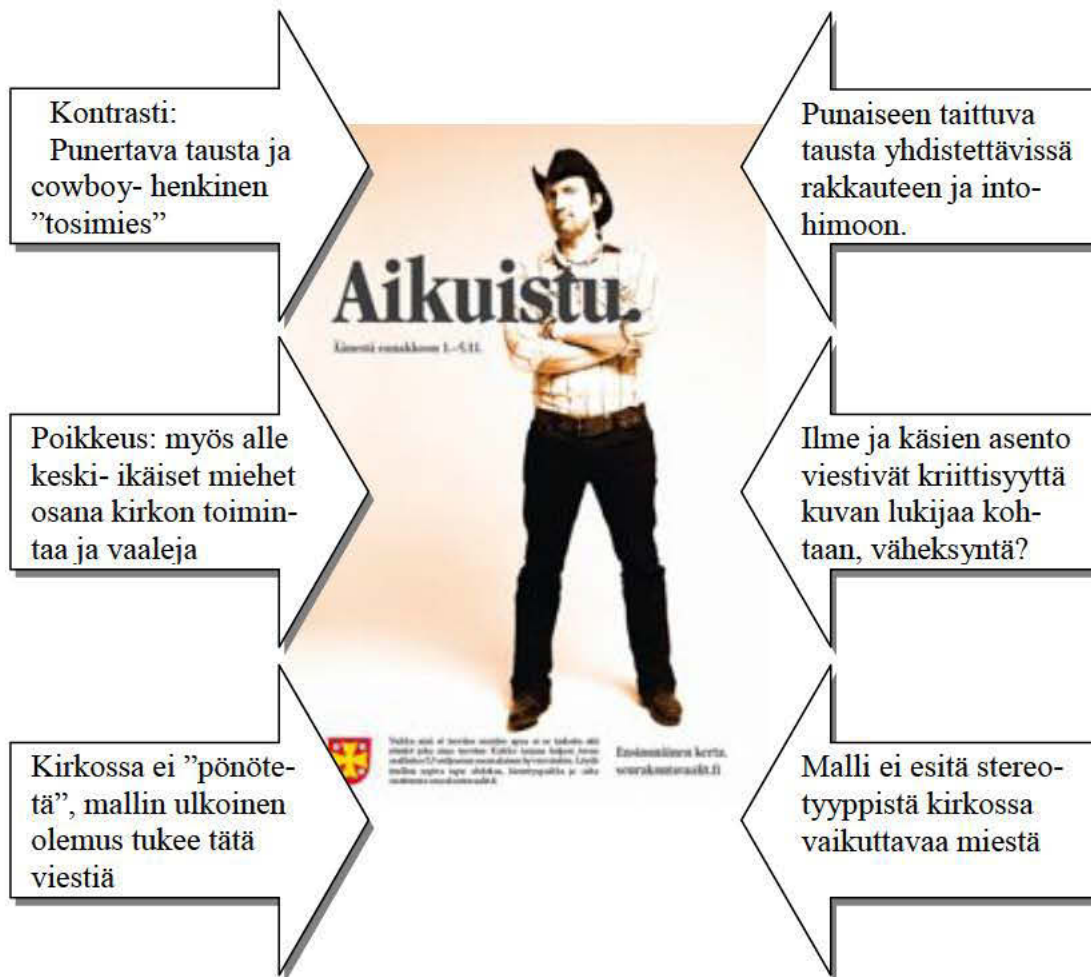 Kontrasti:
Punertava tausta ja
cowboy- henkinen
”tosimies”
Poikkeus: myös alle
keski- ikäiset miehet
osana kirkon toimin-
taa ja vaaleja
Kirkossa ei ”pönöte-
tä”, mallin ulkoinen
olemus tukee tätä
viestiä
Aikuistu.
Äänestä ennakkoon 1.–5.11.
Ensimmäinen kerta.
seurakuntavaalit.fi
Punaiseen taittuva
tausta yhdistettävissä
rakkauteen ja into-
himoon.
Ilme ja käsien asento
viestivät kriittisyyttä
kuvan lukijaa koh-
taan, väheksyntä?
Malli ei esitä stereo-
tyyppistä kirkossa
vaikuttavaa miestä